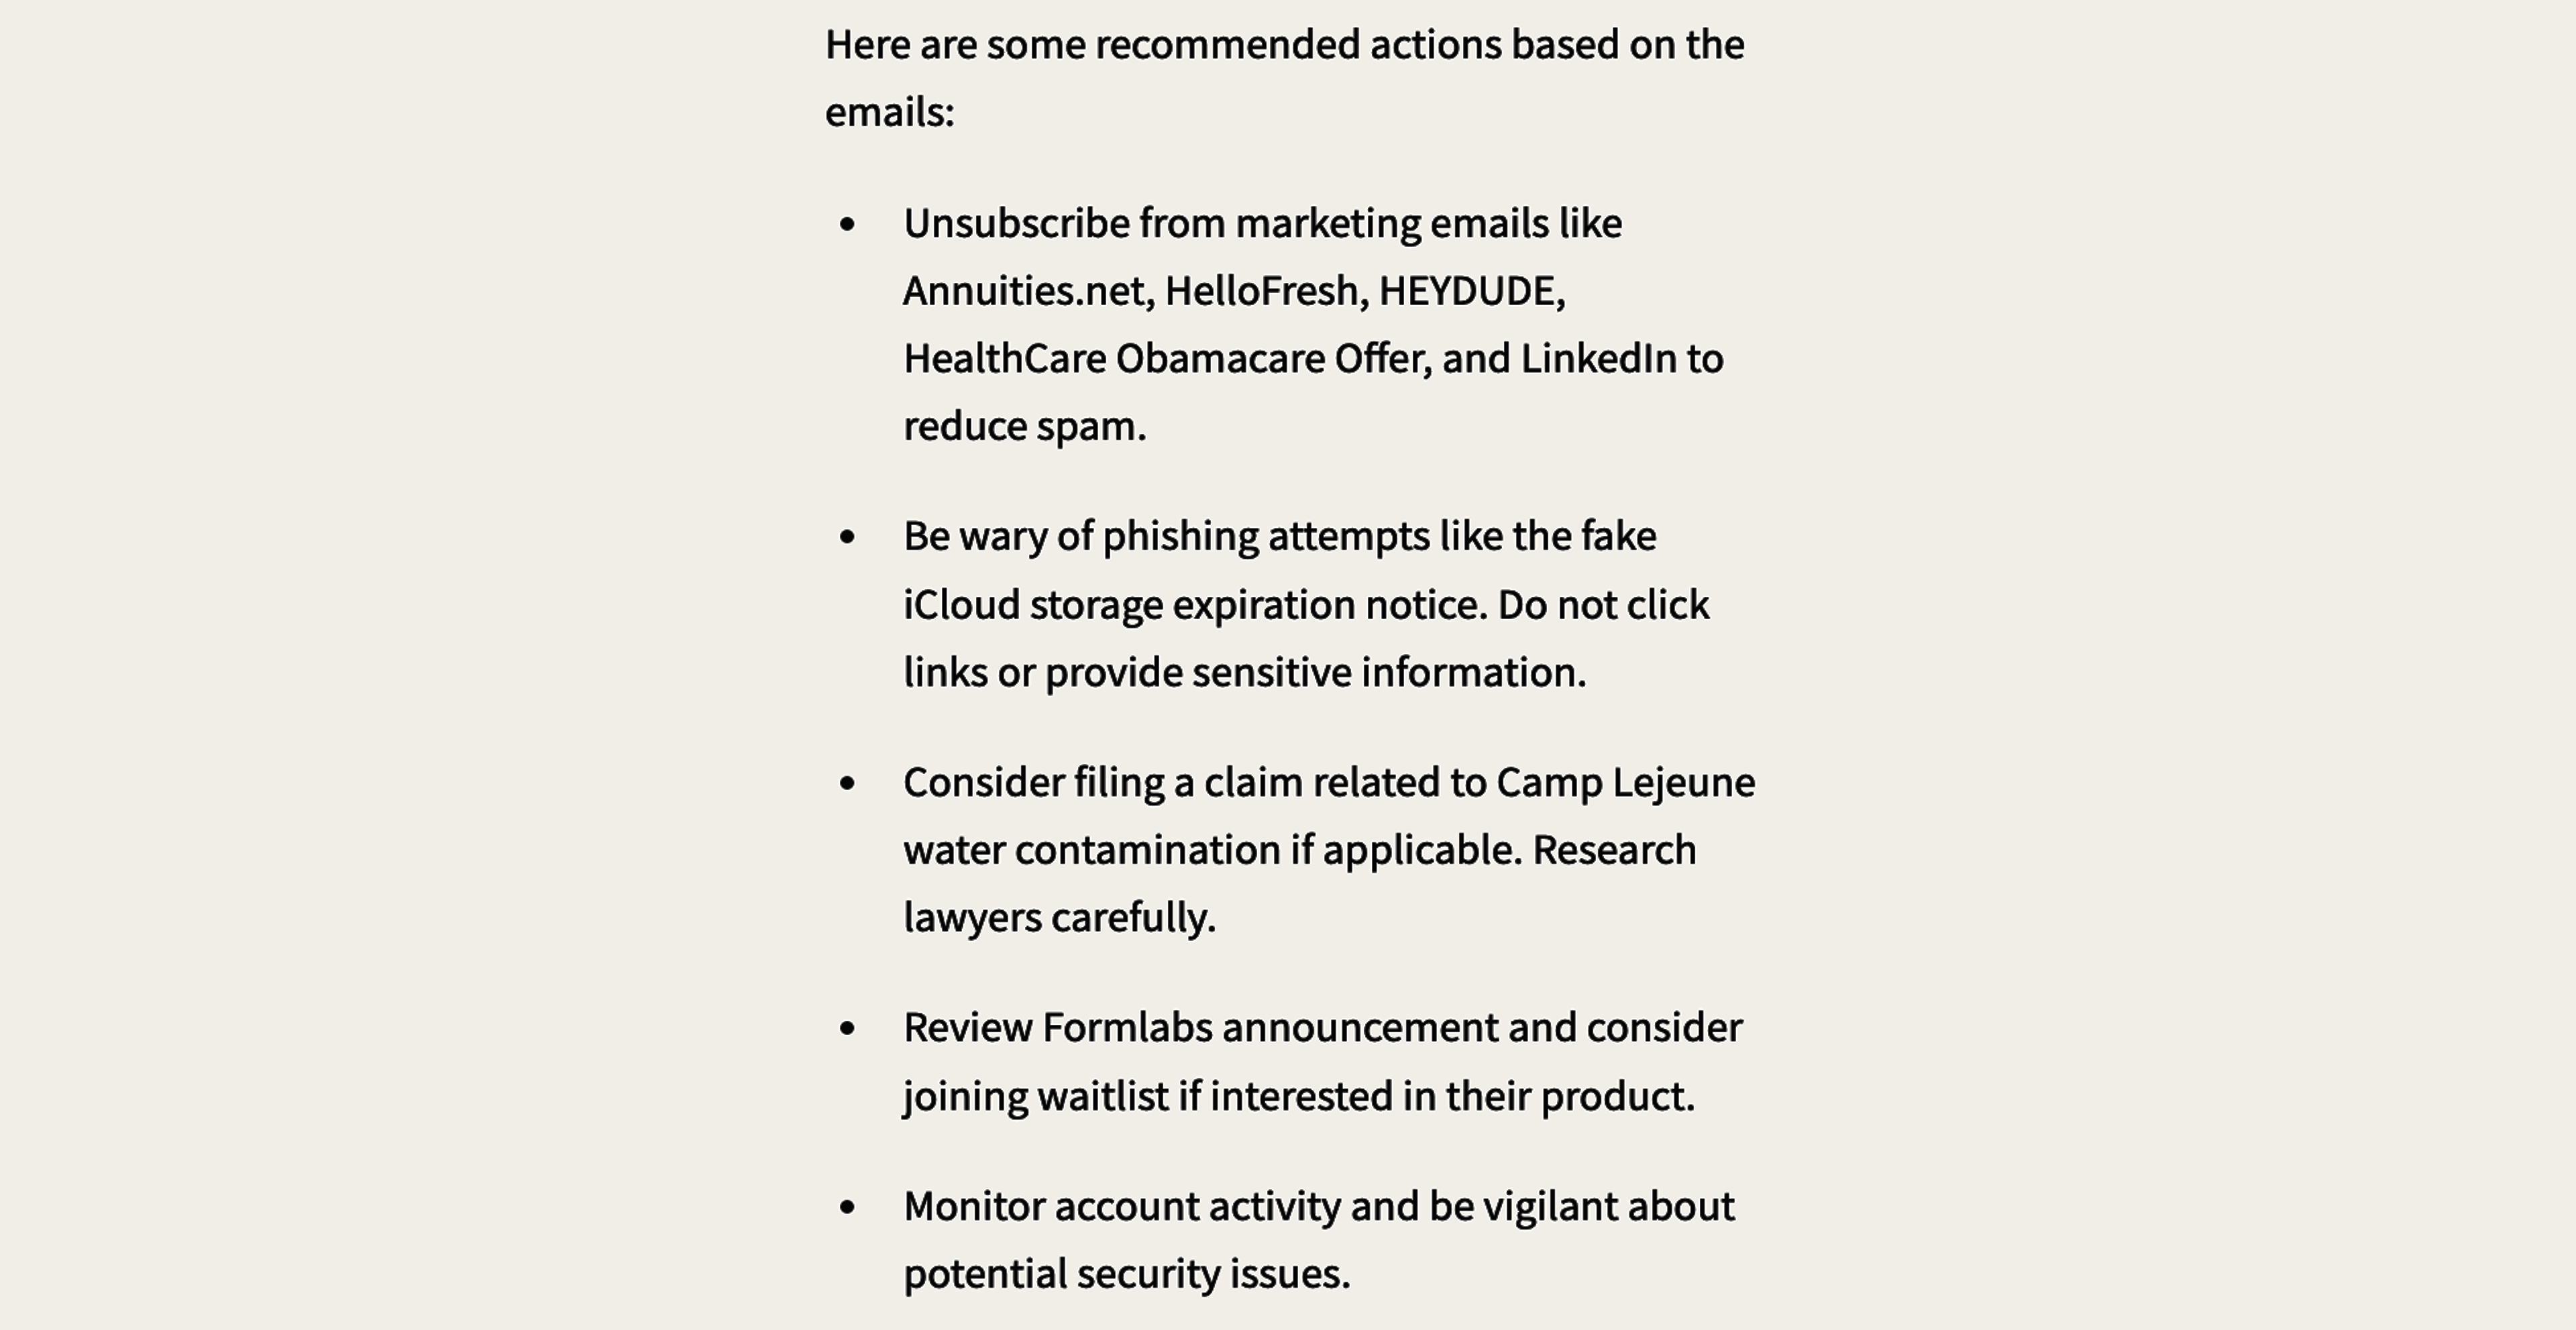 Here are some recommended actions based on the
emails:
• Unsubscribe from marketing emails like
Annuities.net, HelloFresh, HEYDUDE,
HealthCare Obamacare Offer, and LinkedIn to
reduce spam.
• Be wary of phishing attempts like the fake
iCloud storage expiration notice. Do not click
links or provide sensitive information.
• Consider filing a claim related to Camp Lejeune
water contamination if applicable. Research
lawyers carefully.
• Review Formlabs announcement and consider
joining waitlist if interested in their product.
• Monitor account activity and be vigilant about
potential security issues.